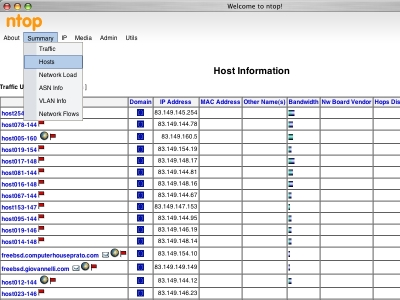 Welcome to ntop!
ntop
About Summary IP Media Admin Utils
Traffic
Hosts
Network Load
ASN Info
VLAN Info
Network Flows
Host Information
Traffic U ]
Domain IP Address MAC Address Other Name(s) Bandwidth Nw Board Vendor Hops Dis
host254 83.149.145.254
host078-144 83.149.144.78
host005-160 83.149.160.5
host019-154 83.149.154.19
host017-148 83.149.148.17
host081-144 83.149.144.81
host016-148 83.149.148.16
host067-144 83.149.144.67
host153-147 83.149.147.153
host095-144 83.149.144.95
host019-146 83.149.146.19
host014-148 83.149.148.14
freebsd.computerhouseprato.com 83.149.154.10
freebsd.giovannelli.com 83.149.149.149
host012-144 83.149.144.12
host023-146 83.149.146.23